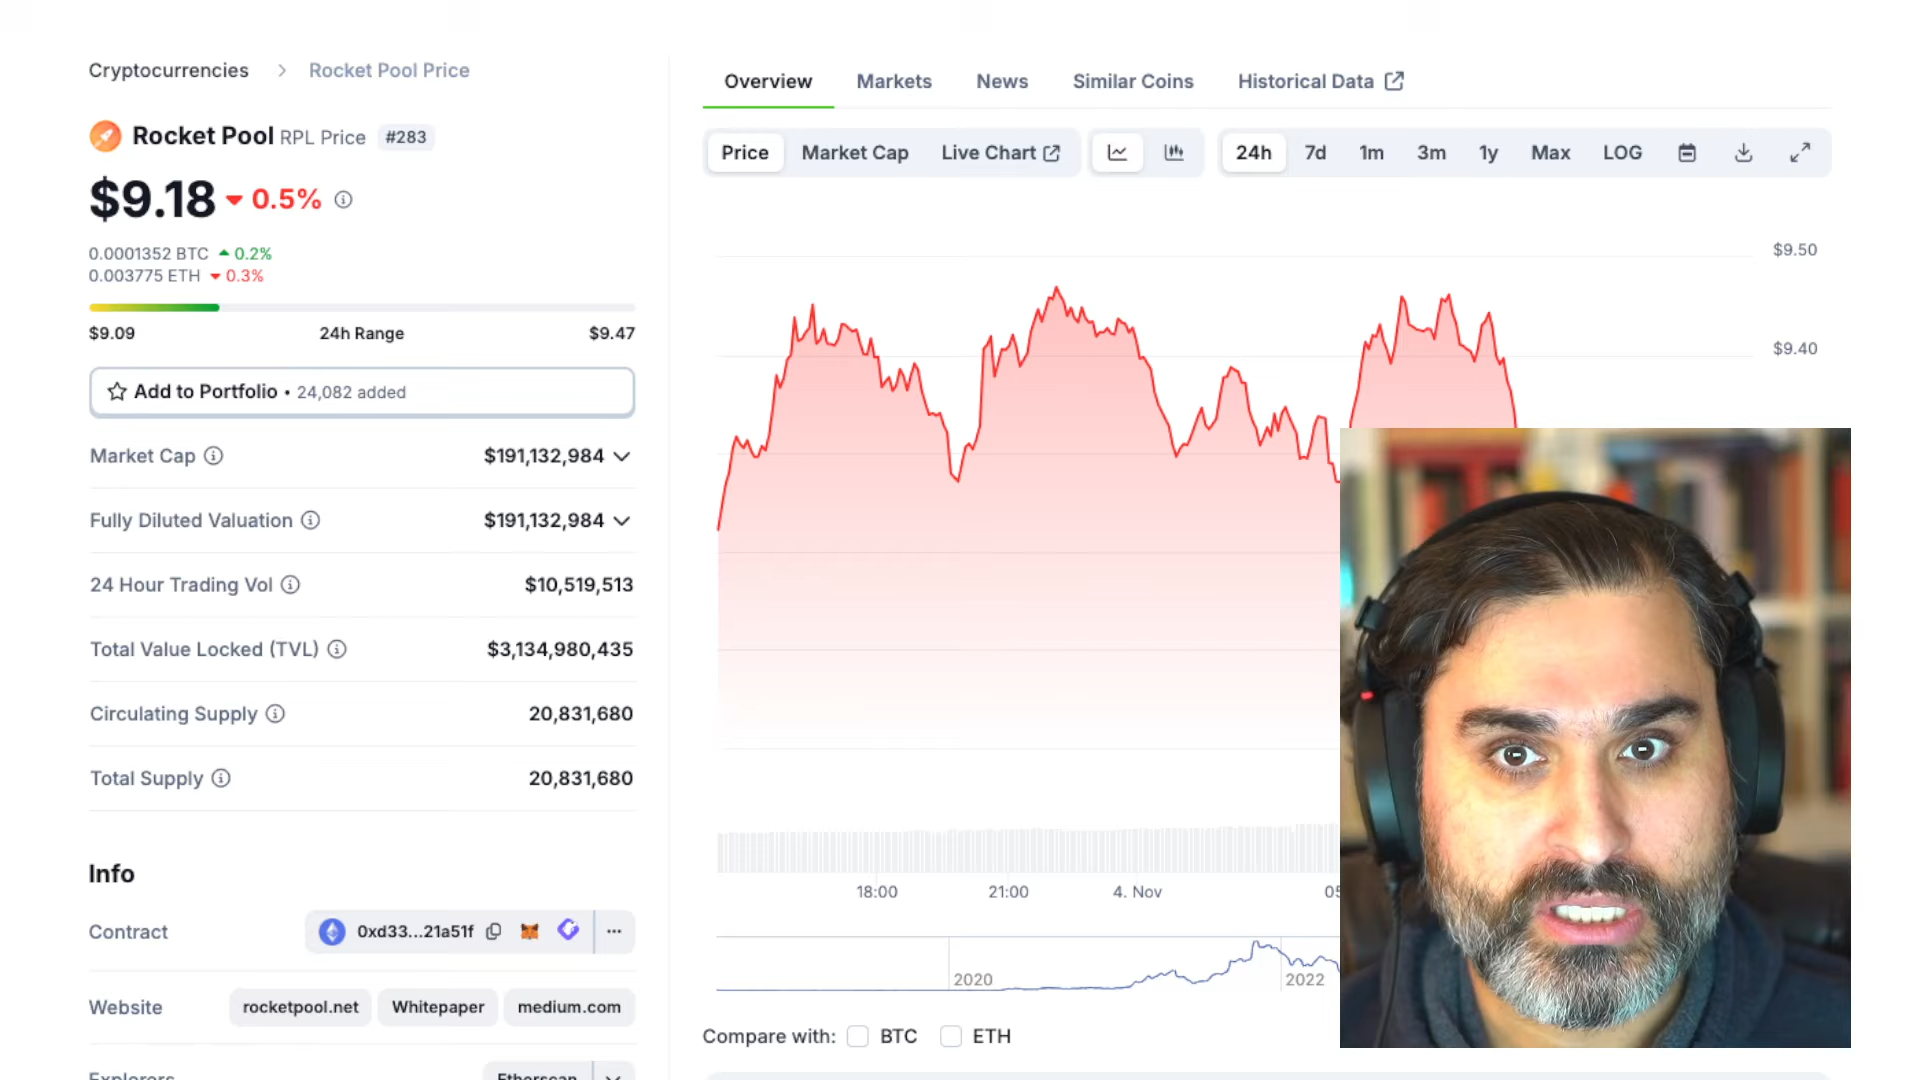 Cryptocurrencies > Rocket Pool Price
Rocket Pool RPL Price #283
$9.18 0.5%
0.0001352 BTC 0.2%
0.003775 ETH 0.3%
$9.09 24h Range $9.47
Add to Portfolio • 24,082 added
Market Cap $191,132,984
Fully Diluted Valuation $191,132,984
24 Hour Trading Vol $10,519,513
Total Value Locked (TVL) $3,134,980,435
Circulating Supply 20,831,680
Total Supply 20,831,680
Info
Contract 0xd33...21a51f
Website rocketpool.net Whitepaper medium.com
Explorers Etherscan
Overview Markets News Similar Coins Historical Data
Price Market Cap Live Chart 24h 7d 1m 3m 1y Max LOG
$9.50
$9.40
18:00 21:00 4. Nov
2020 2022
Compare with: BTC ETH